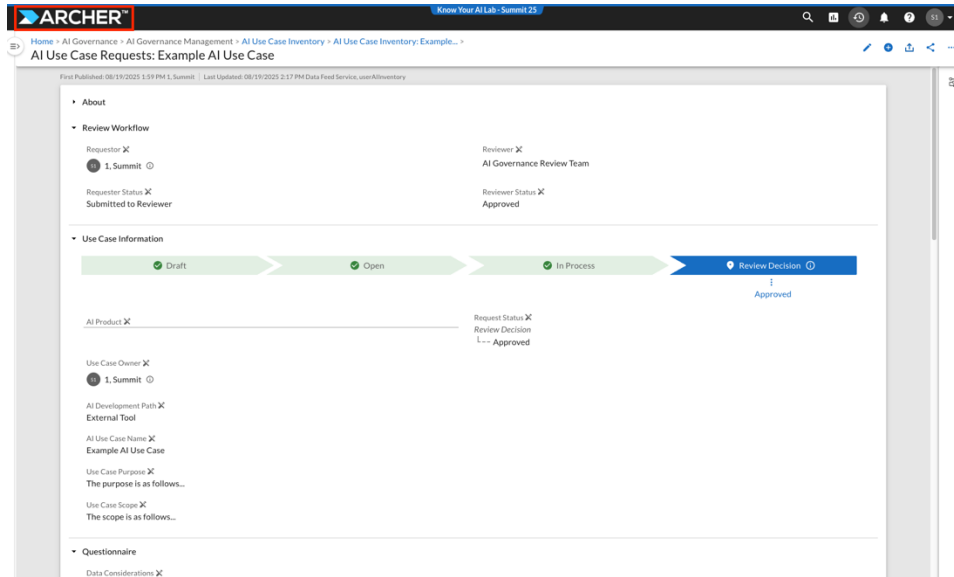 Know Your AI Lab - Summit 25
ARCHER™
S1
Home > AI Governance > AI Governance Management > AI Use Case Inventory > AI Use Case Inventory: Example... >
AI Use Case Requests: Example AI Use Case
First Published: 08/19/2025 1:59 PM 1, Summit | Last Updated: 08/19/2025 2:17 PM Data Feed Service, userAIInventory
About
Review Workflow
Requestor
S1 1, Summit
Reviewer
AI Governance Review Team
Requester Status
Submitted to Reviewer
Reviewer Status
Approved
Use Case Information
Draft Open In Process Review Decision
Approved
AI Product
Request Status
Review Decision
Approved
Use Case Owner
S1 1, Summit
AI Development Path
External Tool
AI Use Case Name
Example AI Use Case
Use Case Purpose
The purpose is as follows...
Use Case Scope
The scope is as follows...
Questionnaire
Data Considerations